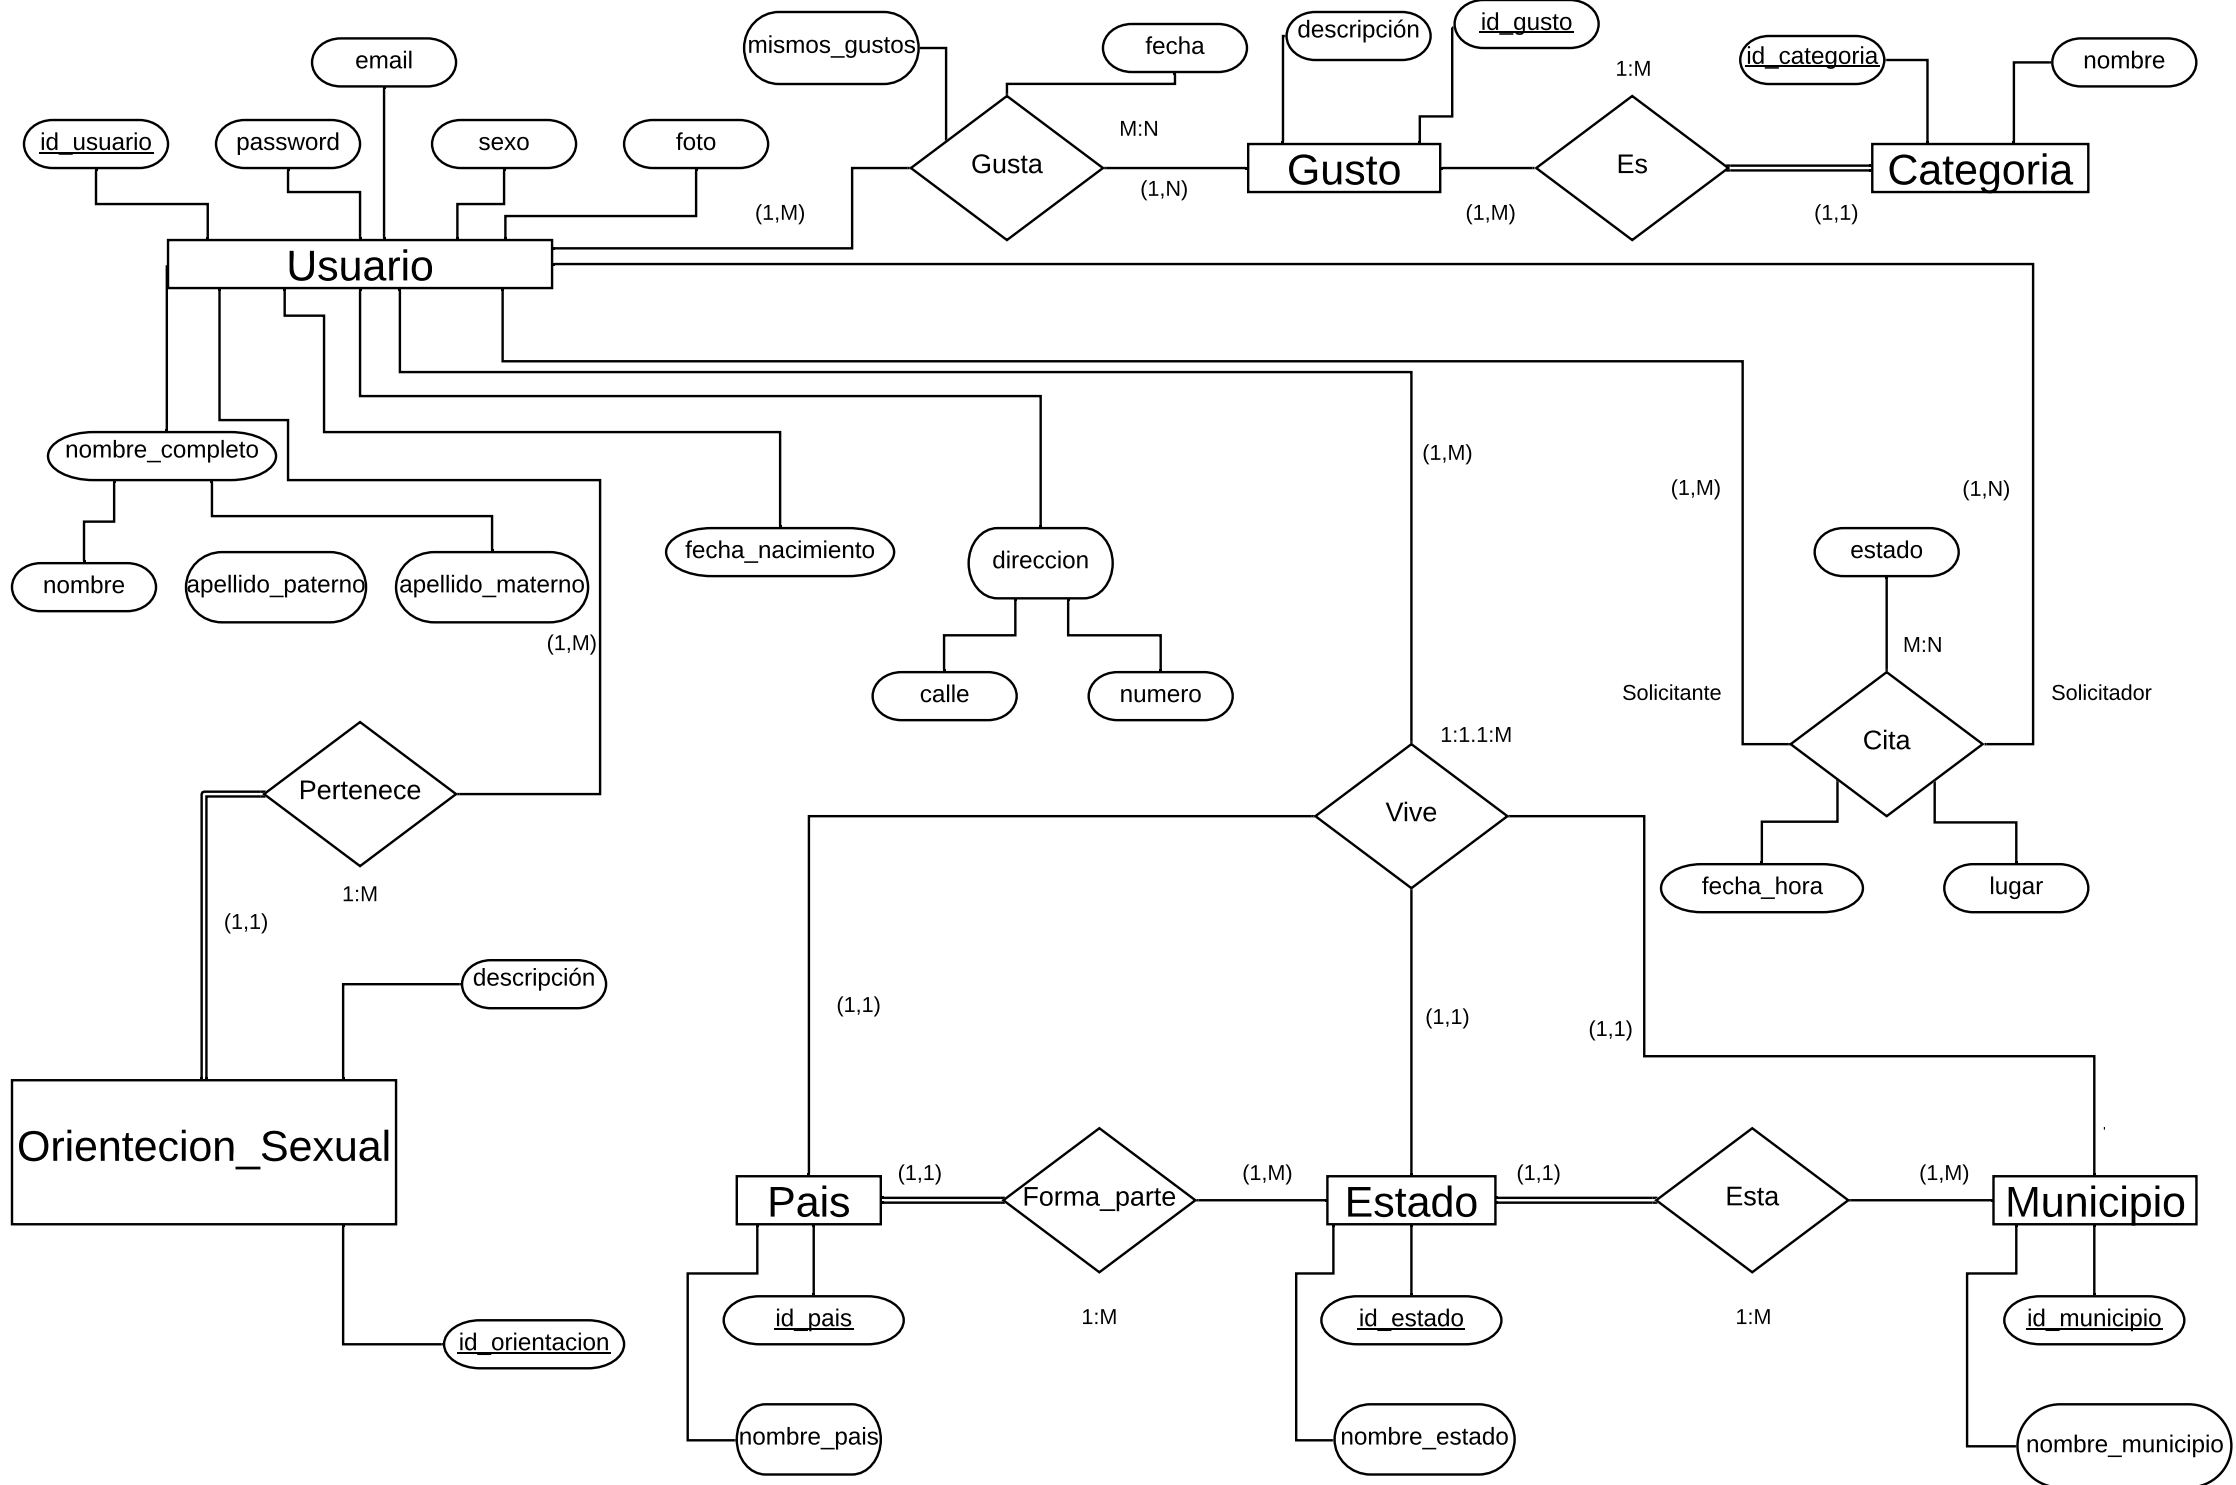 mismos_gustos
fecha
descripción
id_gusto
email
1:M
id_categoria
nombre
id_usuario
password
sexo
foto
M:N
Gusta
Gusto
Es
Categoria
(1,N)
(1,M)
(1,M)
(1,1)
Usuario
nombre_completo
(1,M)
(1,M)
(1,N)
fecha_nacimiento
direccion
estado
nombre
apellido_paterno
apellido_materno
(1,M)
M:N
calle
numero
Solicitante
Solicitador
1:1.1:M
Cita
Pertenece
Vive
1:M
fecha_hora
lugar
(1,1)
descripción
(1,1)
(1,1)
(1,1)
Orientecion_Sexual
(1,1)
(1,M)
(1,1)
(1,M)
Pais
Forma_parte
Estado
Esta
Municipio
id_pais
1:M
id_estado
1:M
id_municipio
id_orientacion
nombre_pais
nombre_estado
nombre_municipio